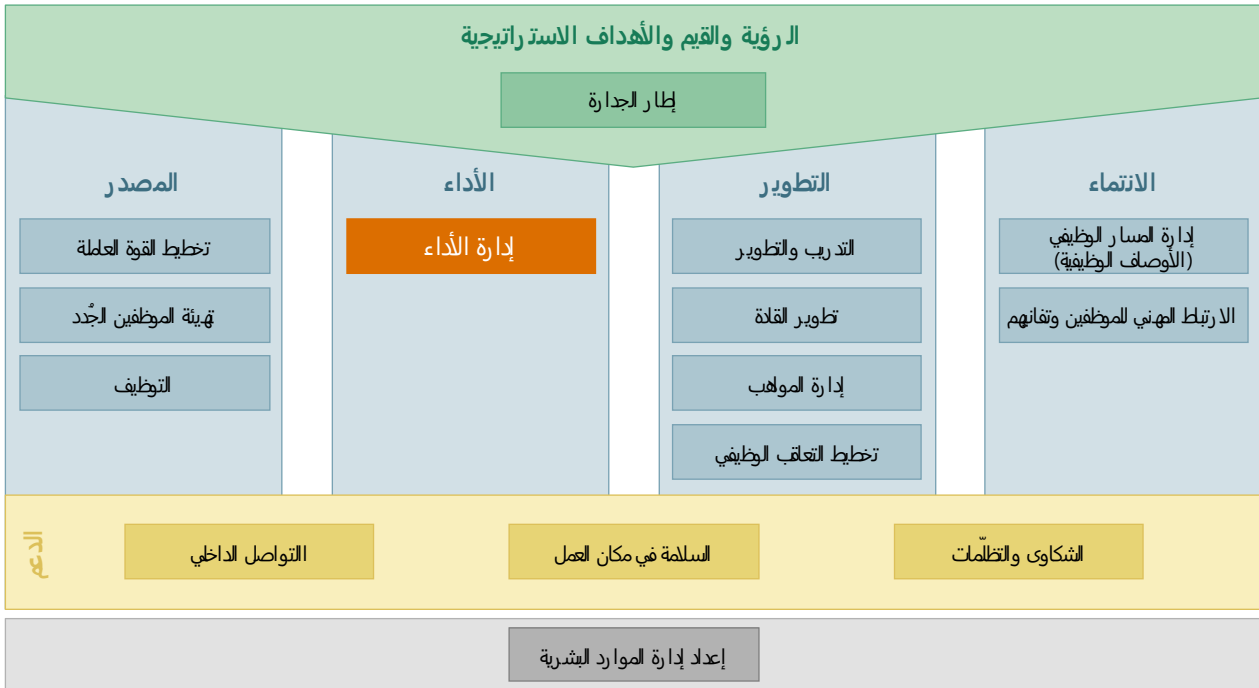 الرؤية والقيم والأهداف الاستراتيجية
إطار الجدارة
الانتماء
إدارة المسار الوظيفي
(الأوصاف الوظيفية)
الارتباط المهني للموظفين وتفانيهم
التطوير
التدريب والتطوير
تطوير القادة
إدارة المواهب
تخطيط التعاقب الوظيفي
الأداء
إدارة الأداء
المصدر
تخطيط القوة العاملة
تهيئة الموظفين الجُدد
التوظيف
الدعم
الشكاوى والتظلّمات
السلامة في مكان العمل
االتواصل الداخلي
إعداد إدارة الموارد البشرية